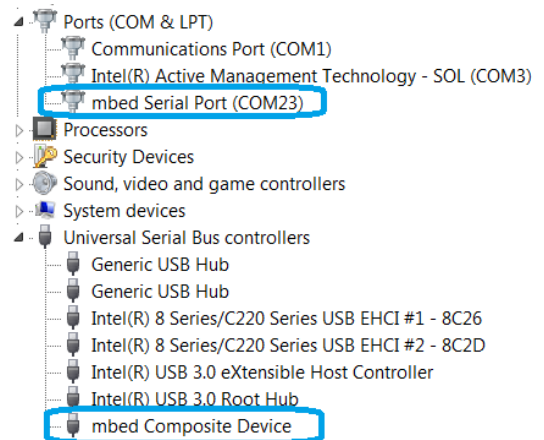 Ports (COM & LPT)
Communications Port (COM1)
Intel(R) Active Management Technology - SOL (COM3)
mbed Serial Port (COM23)
Processors
Security Devices
Sound, video and game controllers
System devices
Universal Serial Bus controllers
Generic USB Hub
Generic USB Hub
Intel(R) 8 Series/C220 Series USB EHCI #1 - 8C26
Intel(R) 8 Series/C220 Series USB EHCI #2 - 8C2D
Intel(R) USB 3.0 eXtensible Host Controller
Intel(R) USB 3.0 Root Hub
mbed Composite Device